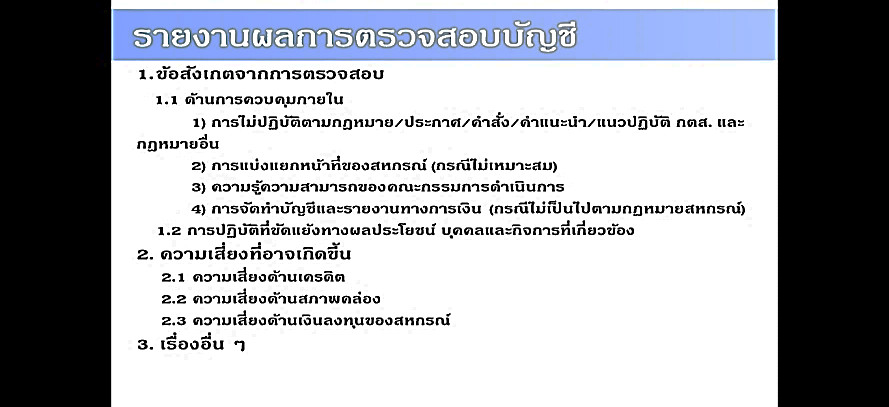 รายงานผลการตรวจสอบบัญชี
1.ข้อสังเกตจากการตรวจสอบ
1.1 ด้านการควบคุมภายใน
1) การไม่ปฏิบัติตามกฎหมาย/ประกาศ/คำสั่ง/คำแนะนำ/แนวปฏิบัติ กตส. และ
กฎหมายอื่น
2) การแบ่งแยกหน้าที่ของสหกรณ์ (กรณีไม่เหมาะสม)
3) ความรู้ความสามารถของคณะกรรมการดำเนินการ
4) การจัดทำบัญชีและรายงานทางการเงิน (กรณีไม่เป็นไปตามกฎหมายสหกรณ์)
1.2 การปฏิบัติที่ขัดแย้งทางผลประโยชน์ บุคคลและกิจการที่เกี่ยวข้อง
2. ความเสี่ยงที่อาจเกิดขึ้น
2.1 ความเสี่ยงด้านเครดิต
2.2 ความเสี่ยงด้านสภาพคล่อง
2.3 ความเสี่ยงด้านเงินลงทุนของสหกรณ์
3. เรื่องอื่น ๆ